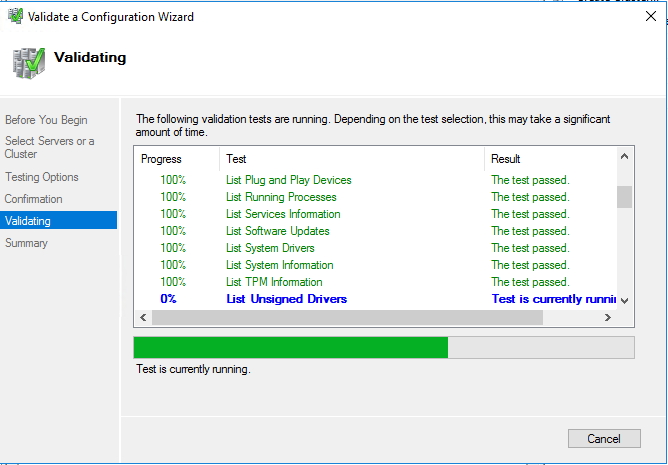 Validate a Configuration Wizard
Validating
Before You Begin
Select Servers or a
Cluster
Testing Options
Confirmation
Validating
Summary
The following validation tests are running. Depending on the test selection, this may take a significant
amount of time.
Progress Test Result
100% List Plug and Play Devices The test passed.
100% List Running Processes The test passed.
100% List Services Information The test passed.
100% List Software Updates The test passed.
100% List System Drivers The test passed.
100% List System Information The test passed.
100% List TPM Information The test passed.
0% List Unsigned Drivers Test is currently runnin
Test is currently running.
Cancel